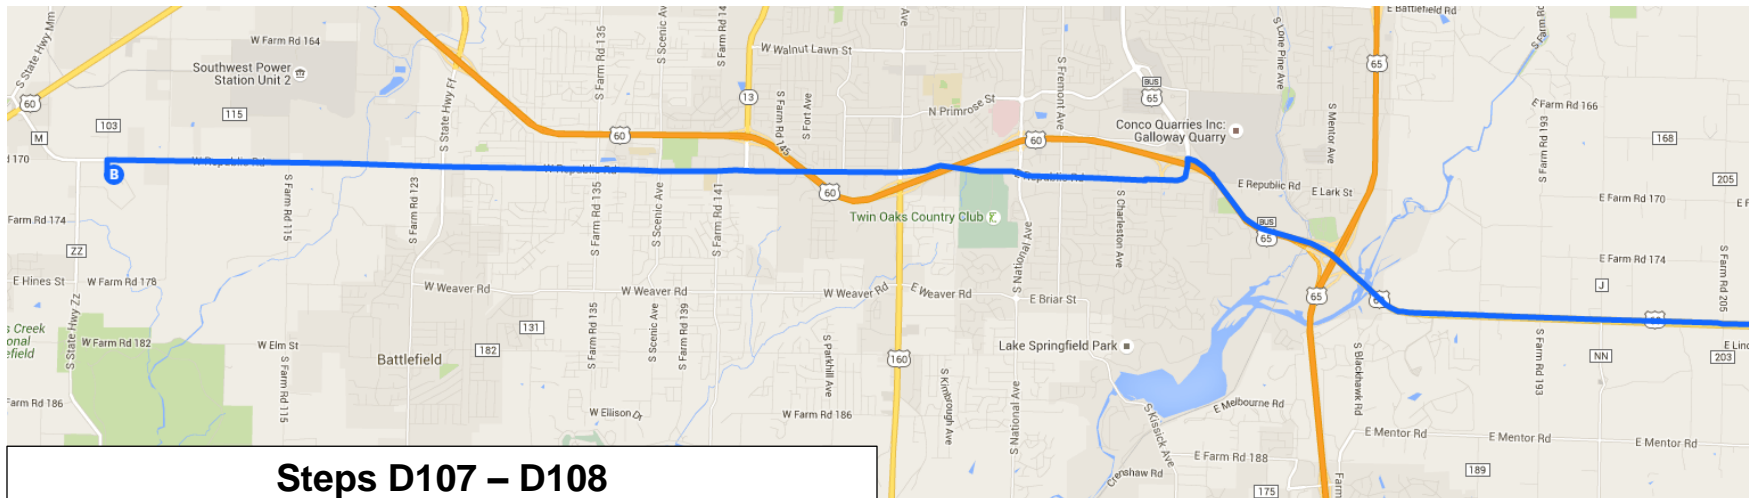 S State Hwy Mm
W Farm Rd 164
S Farm Rd 135
S Scenic Av
S Farm Rd 14
Ave
E Battlefield Rd
S Lone Pine Ave
W Walnut Lawn St
Southwest Power
Station Unit 2
60
M
103
115
S State Hwy Ff
13
60
S Farm Rd 145
S Fort Ave
N Primrose St
S Fremont Ave
BUS
65
65
Conco Quarries Inc:
Galloway Quarry
S Mentor Ave
E Farm Rd 166
S Farm Rd 193
168
60
170
B
W Republic Rd
W Republic Rd
E Republic Rd
E Republic Rd
E Lark St
205
E Farm Rd 170
S Farm Rd 115
S Farm Rd 123
S Farm Rd 135
S Scenic Ave
S Farm Rd 141
60
Twin Oaks Country Club
S National Ave
S Charleston Ave
BUS
65
Farm Rd 174
ZZ
E Farm Rd 174
S Farm Rd 205
E Hines St
W Farm Rd 178
W Weaver Rd
W Weaver Rd
W Weaver Rd
E Weaver Rd
E Briar St
65
J
S State Hwy Zz
s Creek
onal
efield
W Farm Rd 182
W Elm St
131
182
Battlefield
S Farm Rd 135
S Scenic Ave
S Farm Rd 139
S Parkhill Ave
160
Lake Springfield Park
S Blackhawk Rd
S Farm Rd 193
NN
203
E Linc
Farm Rd 186
S Farm Rd 115
W Ellison Dr
W Farm Rd 186
S Kimbrough Ave
S National Ave
S Kissick Ave
E Melbourne Rd
E Mentor Rd
E Mentor Rd
E Mentor Rd
Crenshaw Rd
E Farm Rd 188
175
Farm
189
Steps D107 – D108